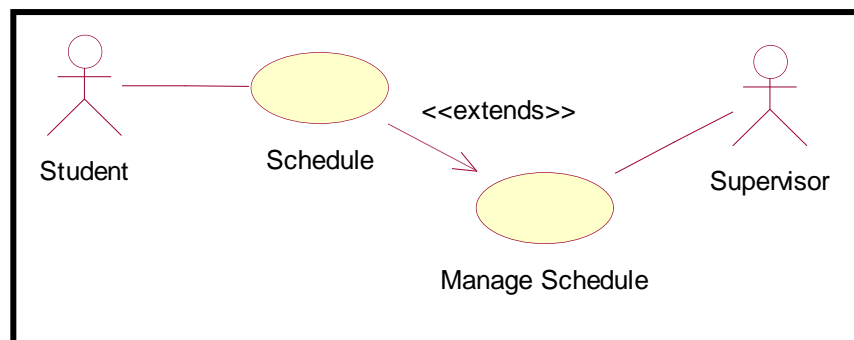 <<extends>>
Student
Schedule
Supervisor
Manage Schedule